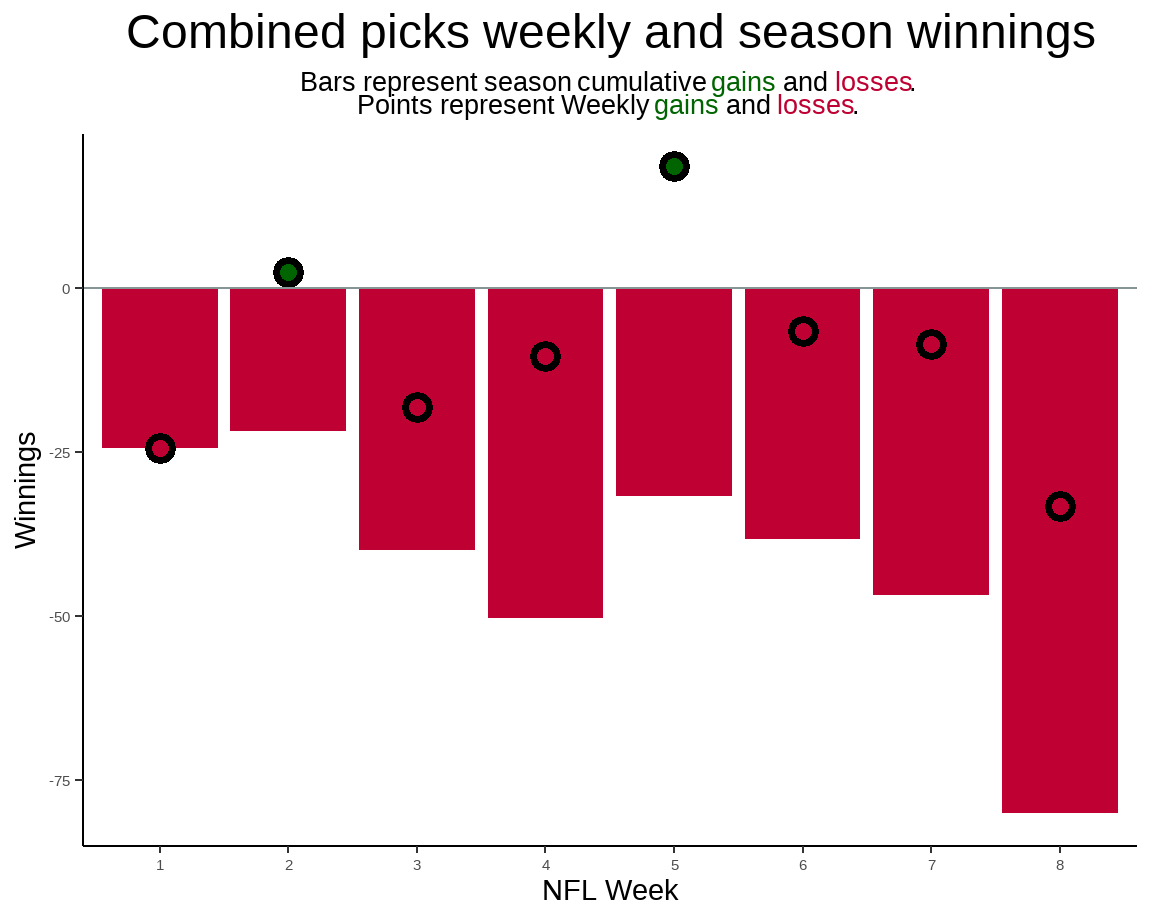 Combined picks weekly and season winnings
Bars represent season cumulative gains and losses.
Points represent Weekly gains and losses.
Winnings
0
-25
-50
-75
1 2 3 4 5 6 7 8
NFL Week